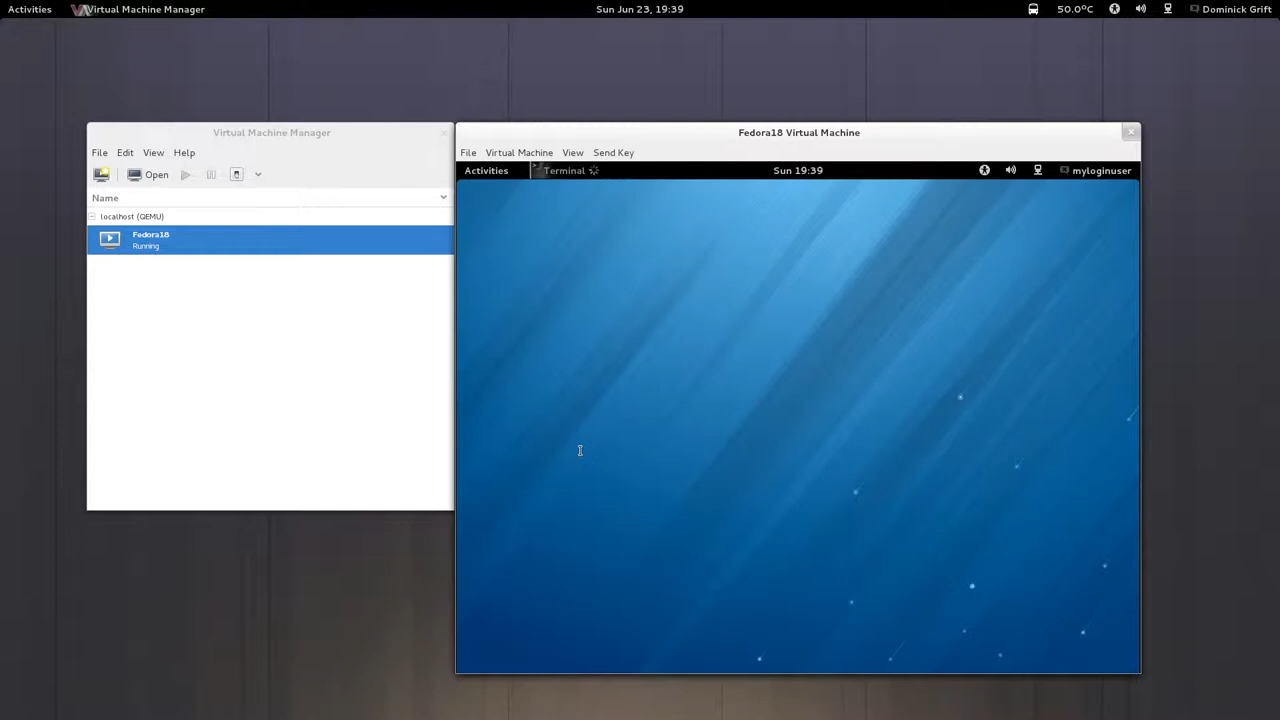 Activities Virtual Machine Manager Sun Jun 23, 19:39 50.0°C Dominick Grift
Virtual Machine Manager
File Edit View Help
Open
Name
localhost (QEMU)
Fedora18
Running
Fedora18 Virtual Machine
File Virtual Machine View Send Key
Activities Terminal Sun 19:39 myloginuser